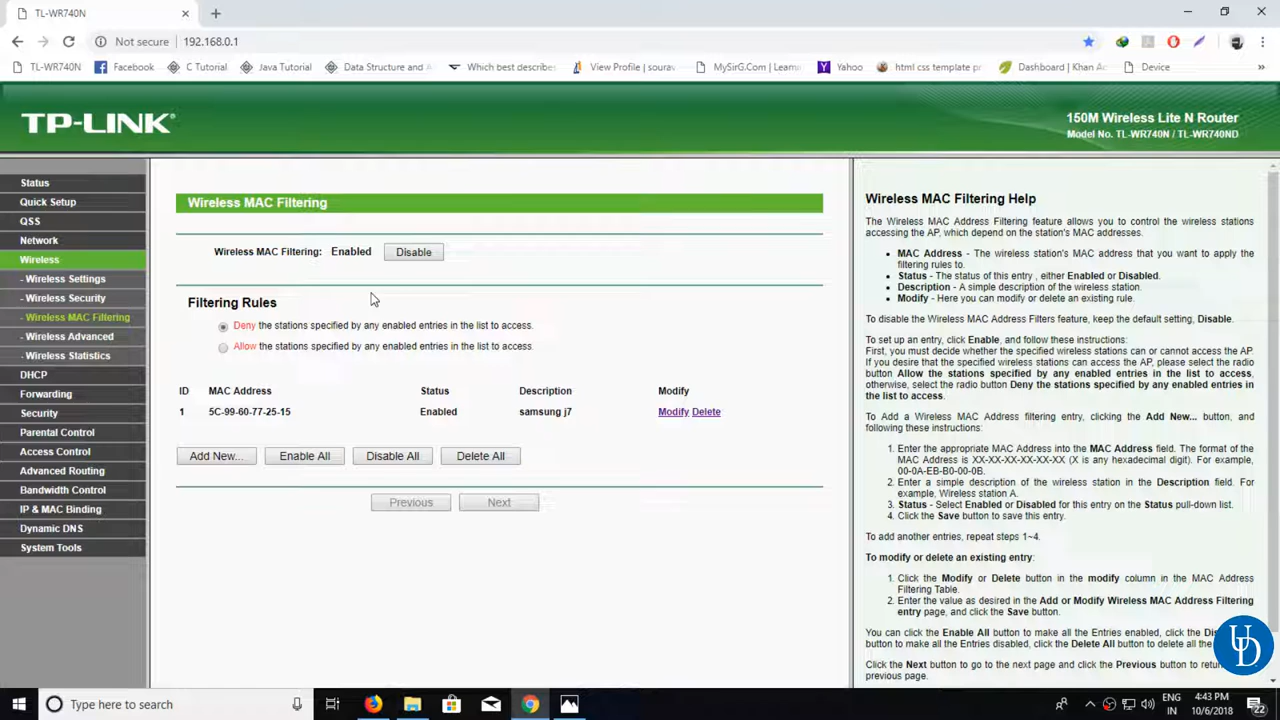 TL-WR740N
Not secure 192.168.0.1
TL-WR740N Facebook C Tutorial Java Tutorial Data Structure and A Which best describe View Profile | sourav MySirG.Com | Learn Yahoo html css template pr Dashboard | Khan Ac Device »
TP-LINK®
150M Wireless Lite N Router
Model No. TL-WR740N / TL-WR740ND
Status
Quick Setup
QSS
Network
Wireless
- Wireless Settings
- Wireless Security
- Wireless MAC Filtering
- Wireless Advanced
- Wireless Statistics
DHCP
Forwarding
Security
Parental Control
Access Control
Advanced Routing
Bandwidth Control
IP & MAC Binding
Dynamic DNS
System Tools
Wireless MAC Filtering
Wireless MAC Filtering: Enabled Disable
Filtering Rules
Deny the stations specified by any enabled entries in the list to access.
Allow the stations specified by any enabled entries in the list to access.
ID MAC Address Status Description Modify
1 5C-99-60-77-25-15 Enabled samsung j7 Modify Delete
Add New... Enable All Disable All Delete All
Previous Next
Wireless MAC Filtering Help
The Wireless MAC Address Filtering feature allows you to control the wireless stations
accessing the AP, which depend on the station's MAC addresses.
• MAC Address - The wireless station's MAC address that you want to apply the
filtering rules to.
• Status - The status of this entry , either Enabled or Disabled.
• Description - A simple description of the wireless station.
• Modify - Here you can modify or delete an existing rule.
To disable the Wireless MAC Address Filters feature, keep the default setting, Disable.
To set up an entry, click Enable, and follow these instructions:
First, you must decide whether the specified wireless stations can or cannot access the AP.
If you desire that the specified wireless stations can access the AP, please select the radio
button Allow the stations specified by any enabled entries in the list to access,
otherwise, select the radio button Deny the stations specified by any enabled entries in
the list to access.
To Add a Wireless MAC Address filtering entry, clicking the Add New... button, and
following these instructions:
1. Enter the appropriate MAC Address into the MAC Address field. The format of the
MAC Address is XX-XX-XX-XX-XX-XX (X is any hexadecimal digit). For example,
00-0A-EB-B0-00-0B.
2. Enter a simple description of the wireless station in the Description field. For
example, Wireless station A.
3. Status - Select Enabled or Disabled for this entry on the Status pull-down list.
4. Click the Save button to save this entry.
To add another entries, repeat steps 1~4.
To modify or delete an existing entry:
1. Click the Modify or Delete button in the modify column in the MAC Address
Filtering Table.
2. Enter the value as desired in the Add or Modify Wireless MAC Address Filtering
entry page, and click the Save button.
You can click the Enable All button to make all the Entries enabled, click the Di
button to make all the Entries disabled, click the Delete All button to delete all the
Click the Next button to go to the next page and click the Previous button to retu
previous page.
UD
Type here to search
ENG
IN
4:43 PM
10/6/2018
22